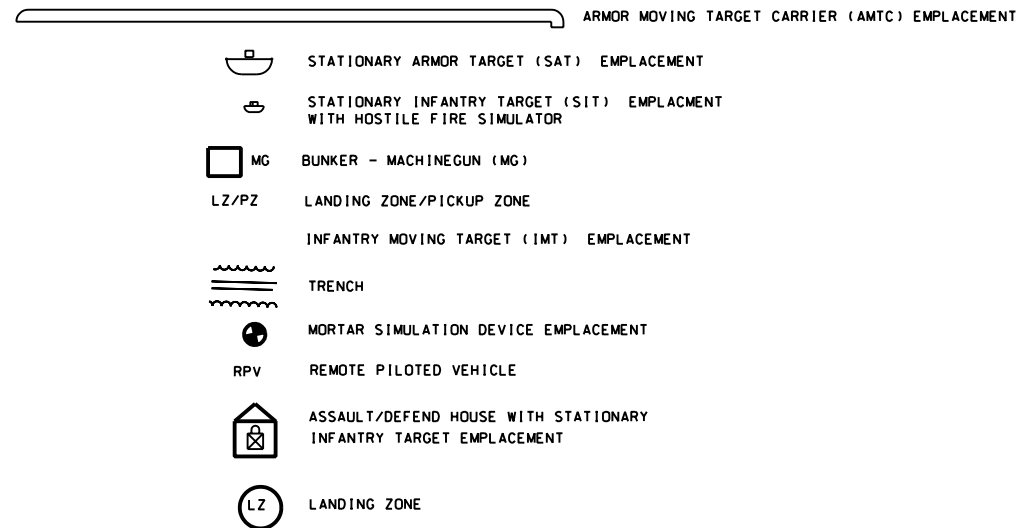 ARMOR MOVING TARGET CARRIER (AMTC) EMPLACEMENT
STATIONARY ARMOR TARGET (SAT) EMPLACEMENT
STATIONARY INFANTRY TARGET (SIT) EMPLACMENT
WITH HOSTILE FIRE SIMULATOR
MG BUNKER - MACHINEGUN (MG)
LZ/PZ LANDING ZONE/PICKUP ZONE
INFANTRY MOVING TARGET (IMT) EMPLACEMENT
TRENCH
MORTAR SIMULATION DEVICE EMPLACEMENT
RPV REMOTE PILOTED VEHICLE
ASSAULT/DEFEND HOUSE WITH STATIONARY
INFANTRY TARGET EMPLACEMENT
LZ LANDING ZONE